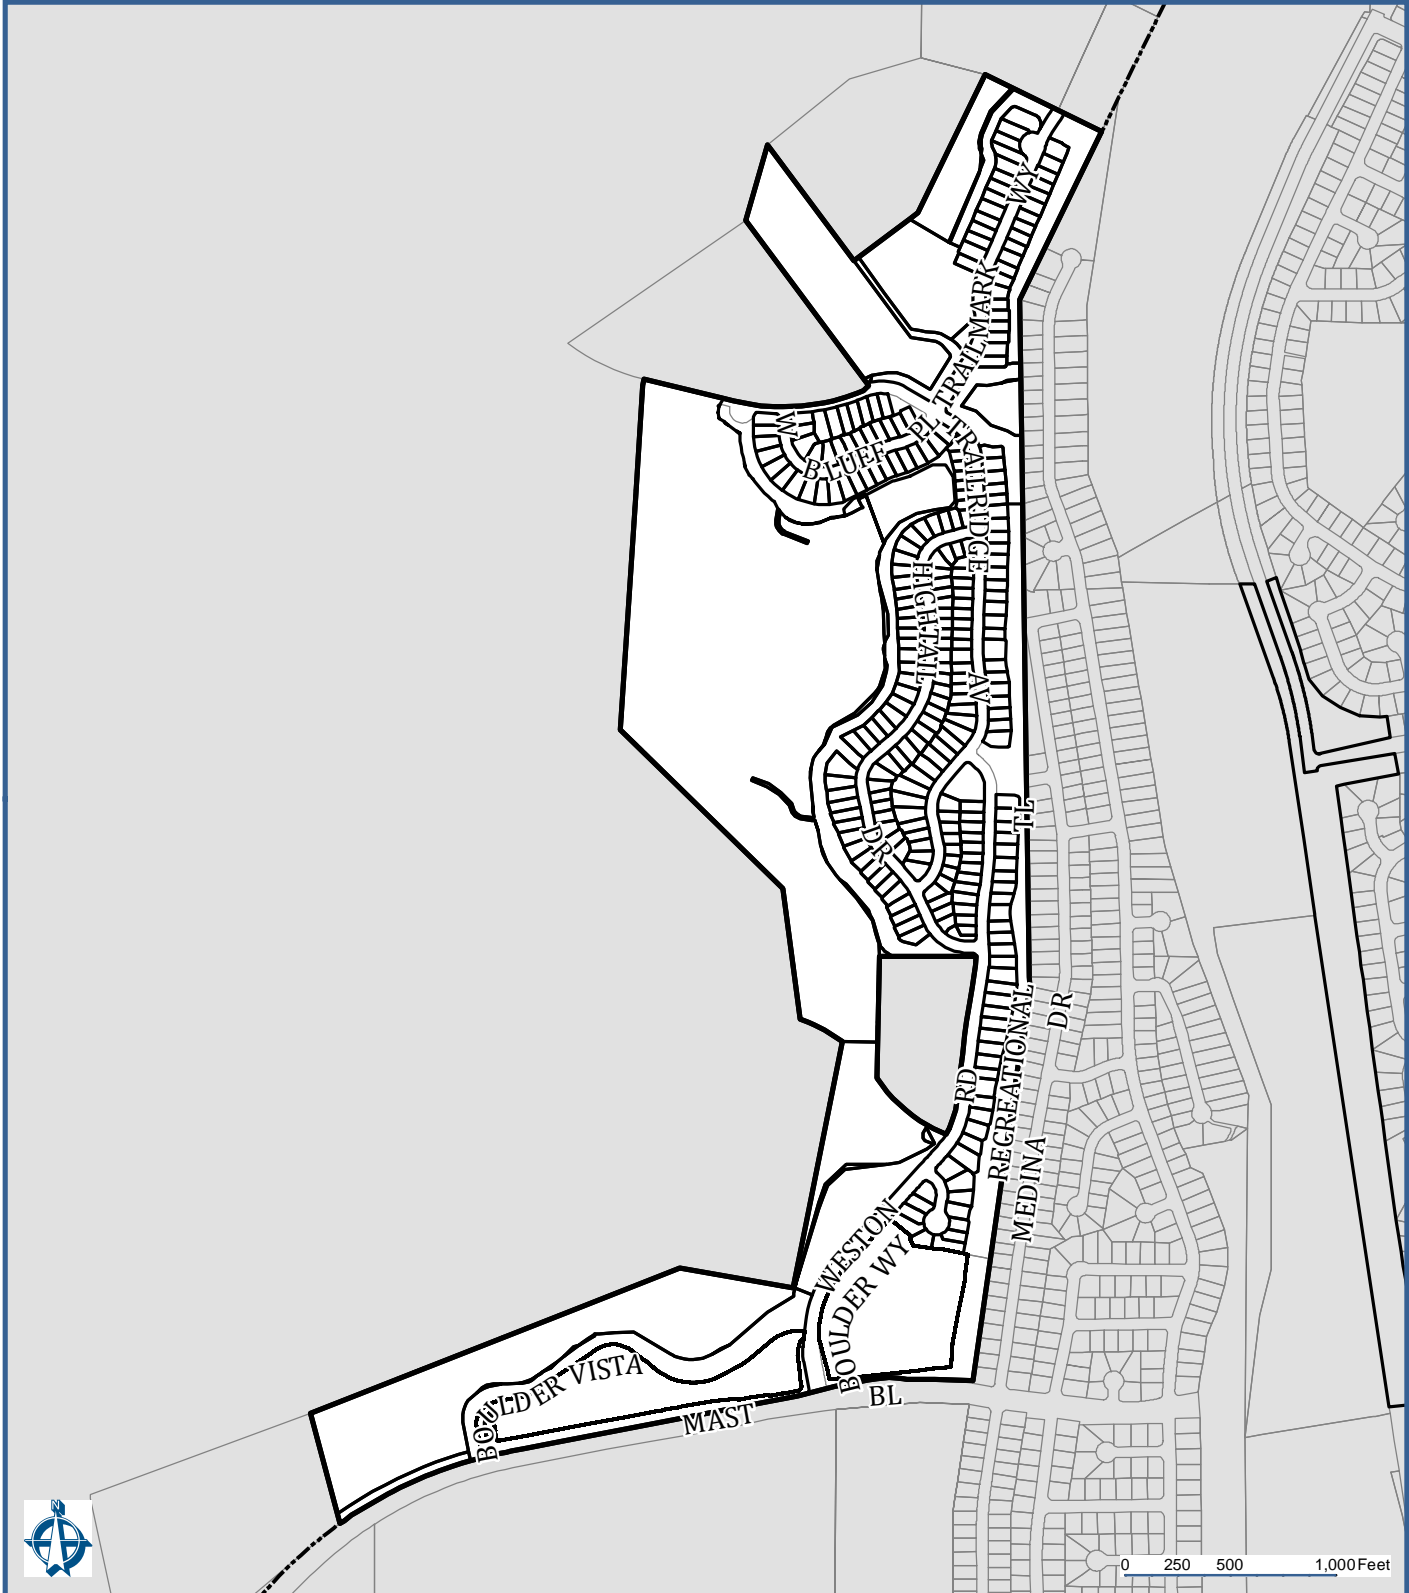 WY
TRAILMARK
W
BLUFF PL
TRAILRIDGE
HIGHTAIL
AV
TL
DR
DR
RECREATIONAL
RD
MEDINA
WESTON
BOULDER WY
BOULDER VISTA
BL
MAST
N
0 250 500 1,000 Feet